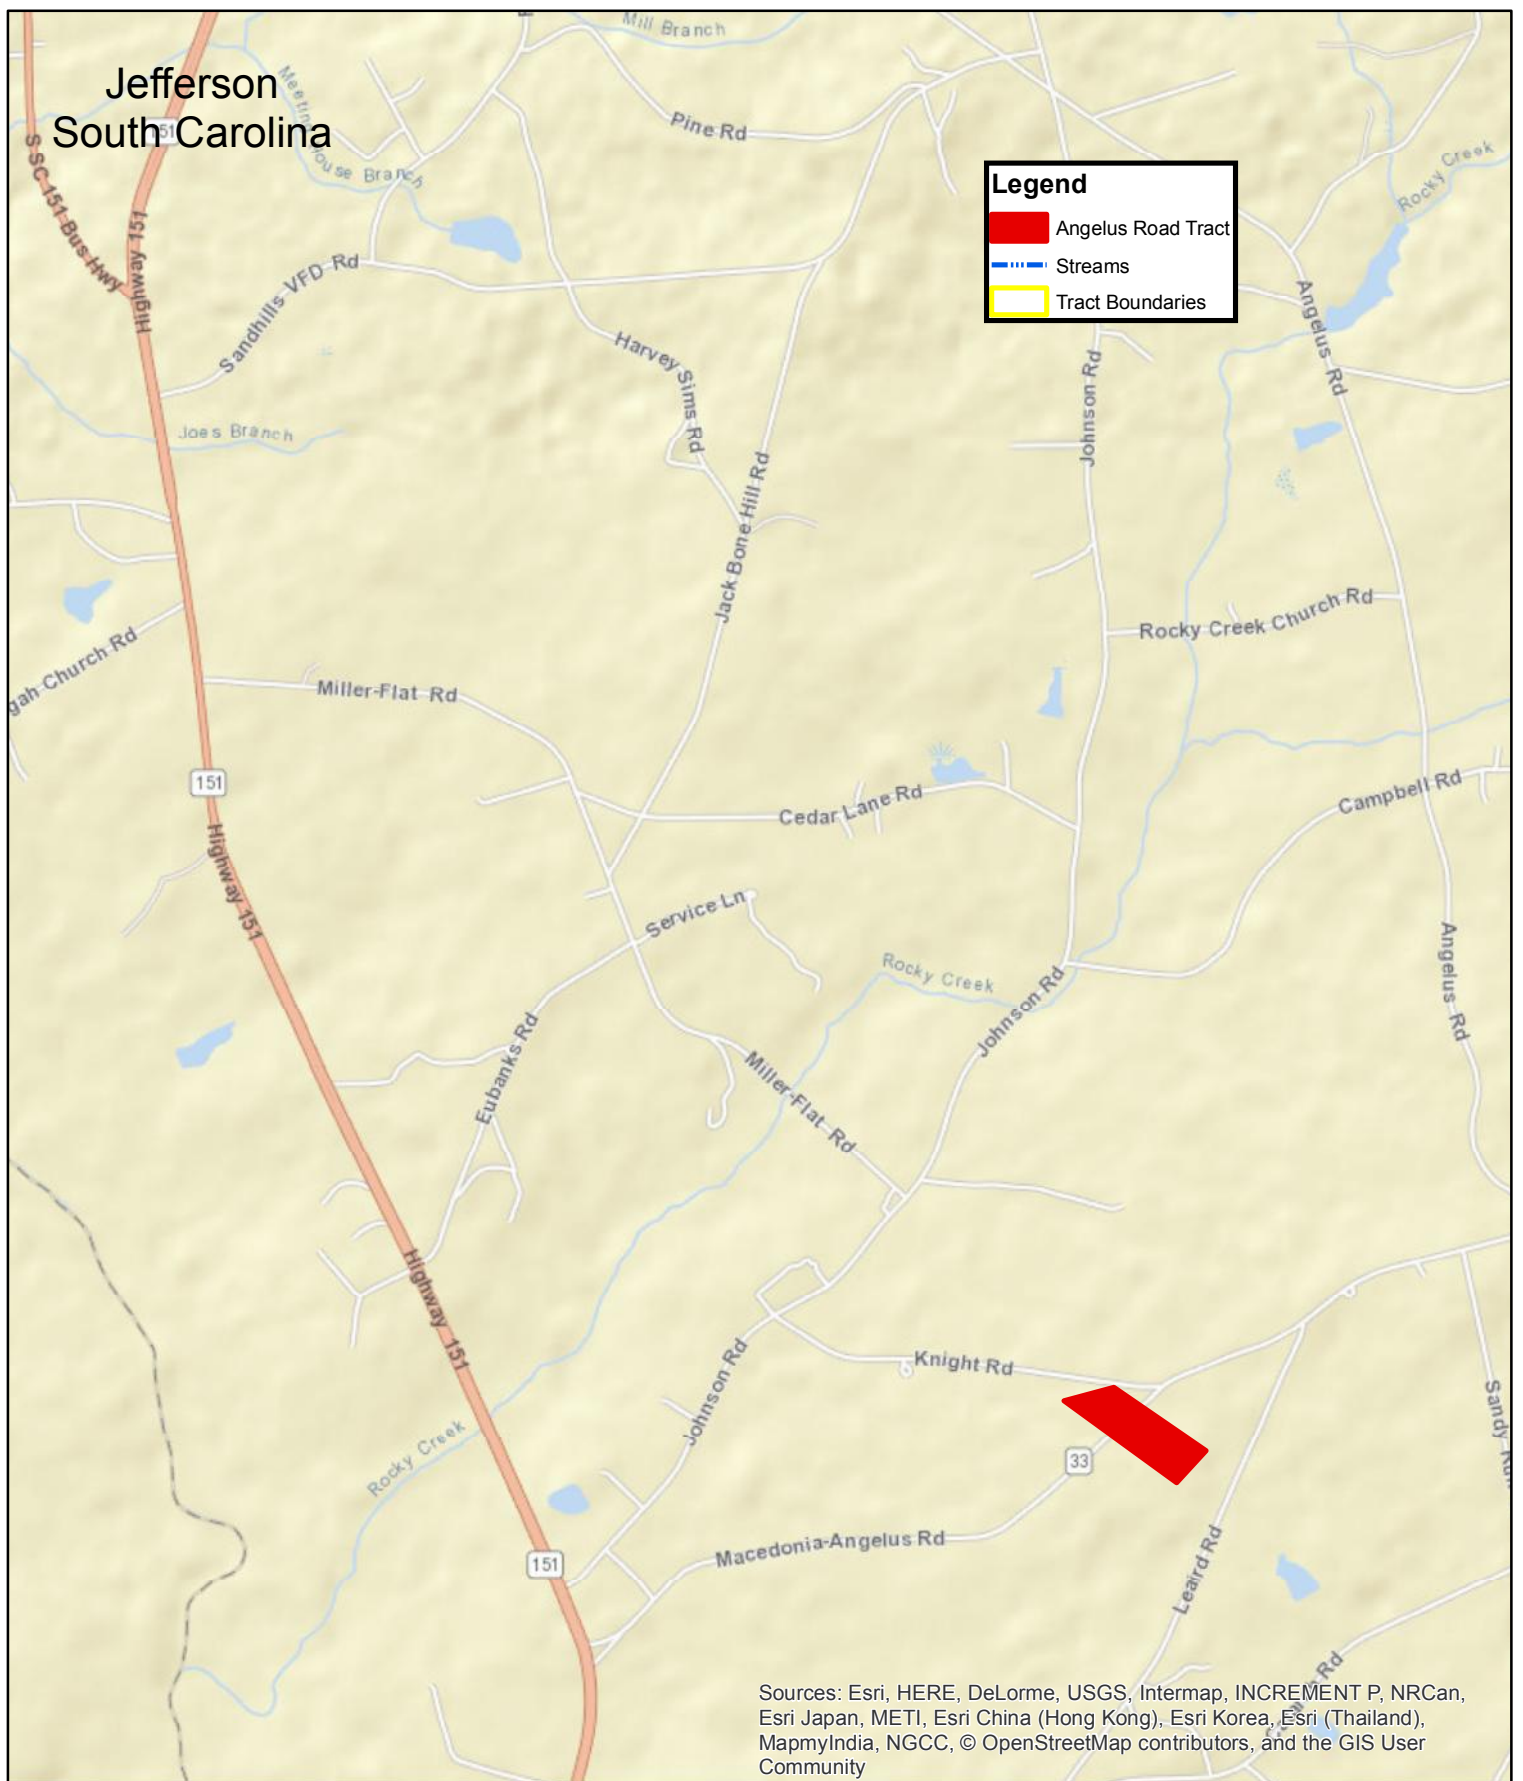 Jefferson
South Carolina
Mill Branch
Meeting House Branch
151
Pine Rd
S SC 151 Bus Hwy
Highway 151
Sandhills VFD Rd
Legend
Angelus Road Tract
Streams
Tract Boundaries
Rocky Creek
Angelus Rd
Harvey Sims Rd
Johnson Rd
Joes Branch
Jack Bone Hill Rd
Rocky Creek Church Rd
gah Church Rd
Miller-Flat Rd
151
Cedar Lane Rd
Campbell Rd
Highway 151
Service Ln
Rocky Creek
Johnson Rd
Angelus Rd
Eubanks Rd
Miller-Flat Rd
Highway 151
Johnson Rd
Knight Rd
Sandy
Rocky Creek
33
151
Macedonia-Angelus Rd
Leaird Rd
Rd
Sources: Esri, HERE, DeLorme, USGS, Intermap, INCREMENT P, NRCan,
Esri Japan, METI, Esri China (Hong Kong), Esri Korea, Esri (Thailand),
MapmyIndia, NGCC, © OpenStreetMap contributors, and the GIS User
Community